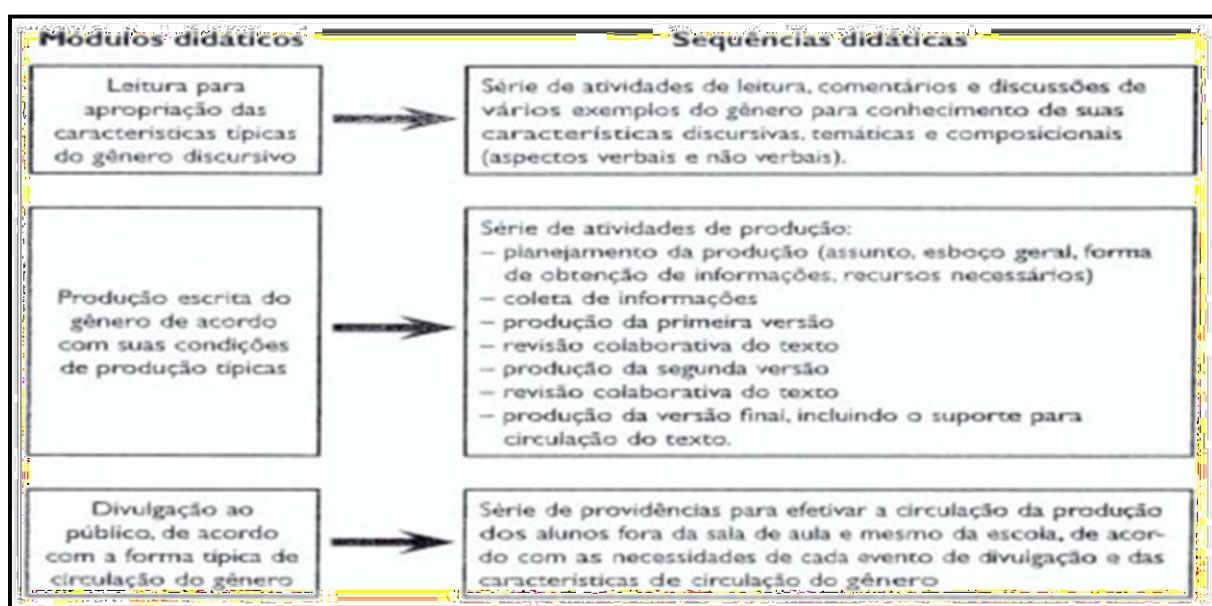 Módulos didáticos
Sequências didáticas
Leitura para
apropriação das
características típicas
do gênero discursivo
Série de atividades de leitura, comentários e discussões de
vários exemplos do gênero para conhecimento de suas
características discursivas, temáticas e composicionais
(aspectos verbais e não verbais).
Produção escrita do
gênero de acordo
com suas condições
de produção típicas
Série de atividades de produção:
– planejamento da produção (assunto, esboço geral, forma
de obtenção de informações, recursos necessários)
– coleta de informações
– produção da primeira versão
– revisão colaborativa do texto
– produção da segunda versão
– revisão colaborativa do texto
– produção da versão final, incluindo o suporte para
circulação do texto.
Divulgação ao
público, de acordo
com a forma típica de
circulação do gênero
Série de providências para efetivar a circulação da produção
dos alunos fora da sala de aula e mesmo da escola, de acor-
do com as necessidades de cada evento de divulgação e das
características de circulação do gênero